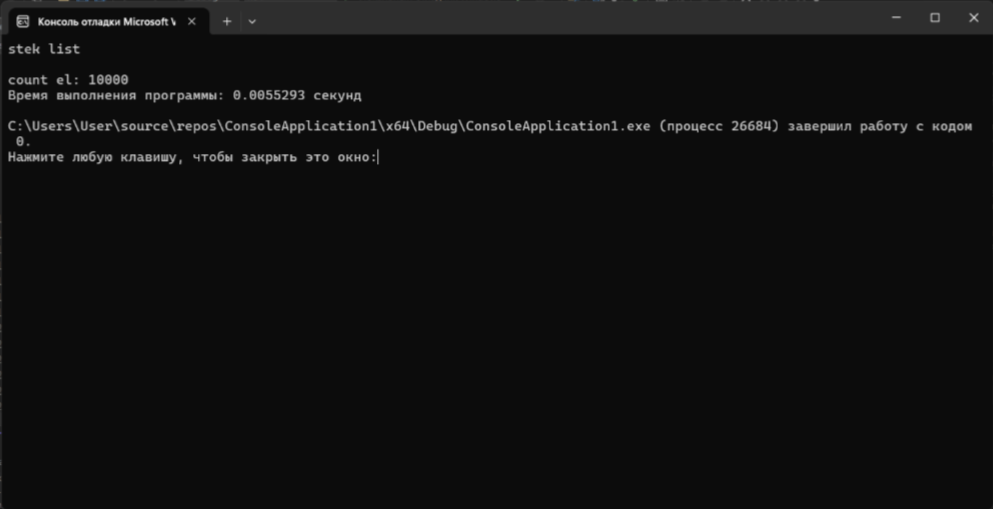 Консоль отладки Microsoft V
stek list
count el: 10000
Время выполнения программы: 0.0055293 секунд
C:\Users\User\source\repos\ConsoleApplication1\x64\Debug\ConsoleApplication1.exe (процесс 26684) завершил работу с кодом
0.
Нажмите любую клавишу, чтобы закрыть это окно: